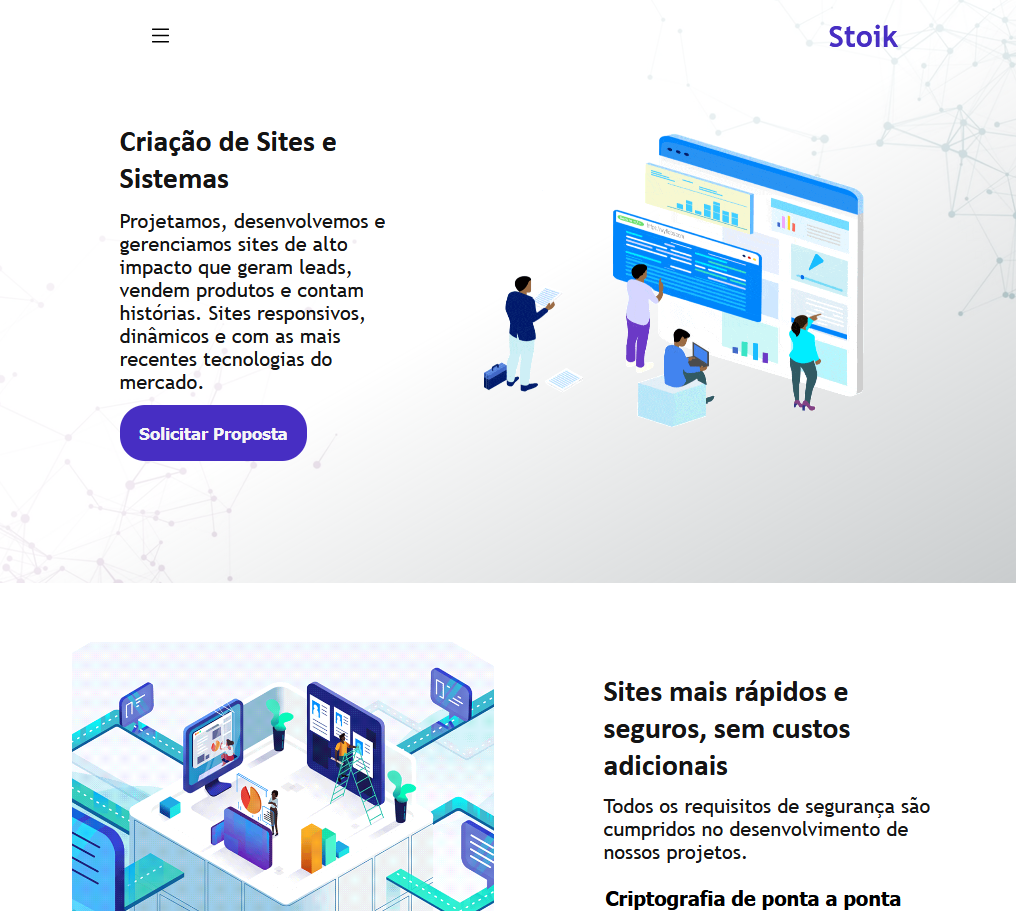 Stoik
Criação de Sites e
Sistemas
Projetamos, desenvolvemos e
gerenciamos sites de alto
impacto que geram leads,
vendem produtos e contam
histórias. Sites responsivos,
dinâmicos e com as mais
recentes tecnologias do
mercado.
Solicitar Proposta
Sites mais rápidos e
seguros, sem custos
adicionais
Todos os requisitos de segurança são
cumpridos no desenvolvimento de
nossos projetos.
Criptografia de ponta a ponta